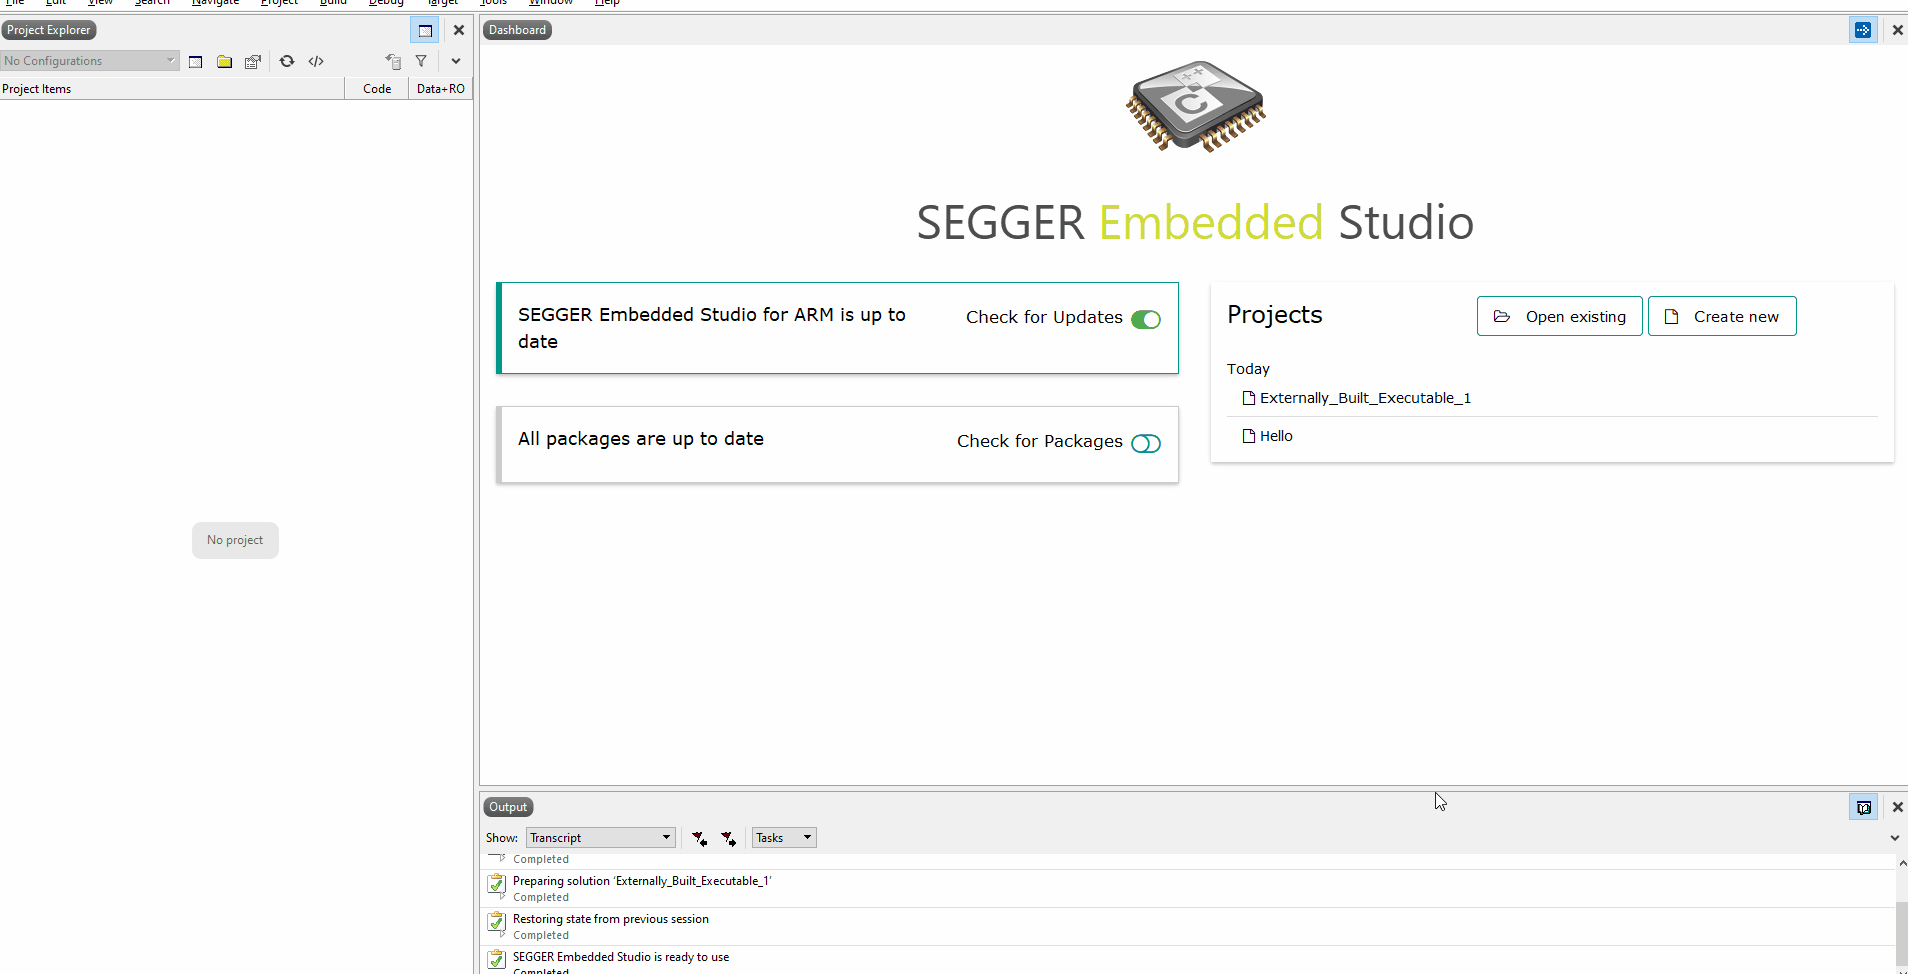 File Edit View Search Navigate Project Build Debug Target Tools Window Help
Project Explorer
No Configurations
Project Items Code Data+RO
No project
Dashboard
C
SEGGER Embedded Studio
SEGGER Embedded Studio for ARM is up to
date
Check for Updates
All packages are up to date
Check for Packages
Projects
Open existing
Create new
Today
Externally_Built_Executable_1
Hello
Output
Show: Transcript Tasks
Completed
Preparing solution ‘Externally_Built_Executable_1’
Completed
Restoring state from previous session
Completed
SEGGER Embedded Studio is ready to use
Completed